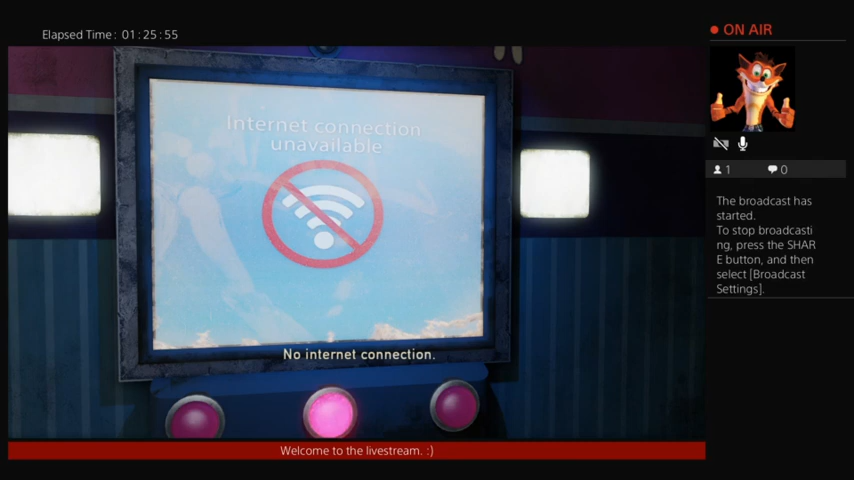 Elapsed Time: 01:25:55
ON AIR
Internet connection
unavailable
1
0
The broadcast has
started.
To stop broadcasti
ng, press the SHAR
E button, and then
select [Broadcast
Settings].
No internet connection.
Welcome to the livestream. :)